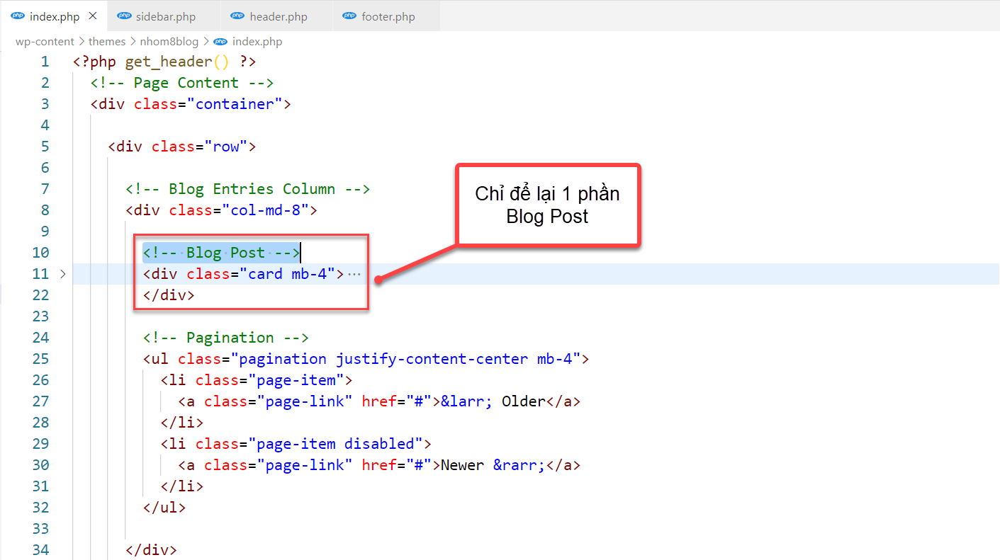 index.php
sidebar.php
header.php
footer.php
wp-content > themes > nhom8blog > index.php
1 <?php get_header() ?>
2 <!-- Page Content -->
3 <div class="container">
4
5 <div class="row">
6
7 <!-- Blog Entries Column -->
8 <div class="col-md-8">
9
10 <!-- Blog Post -->
11 <div class="card mb-4"> ···
22 </div>
23
24 <!-- Pagination -->
25 <ul class="pagination justify-content-center mb-4">
26 <li class="page-item">
27 <a class="page-link" href="#">&larr; Older</a>
28 </li>
29 <li class="page-item disabled">
30 <a class="page-link" href="#">Newer &rarr;</a>
31 </li>
32 </ul>
33
34 </div>
Chỉ để lại 1 phần
Blog Post